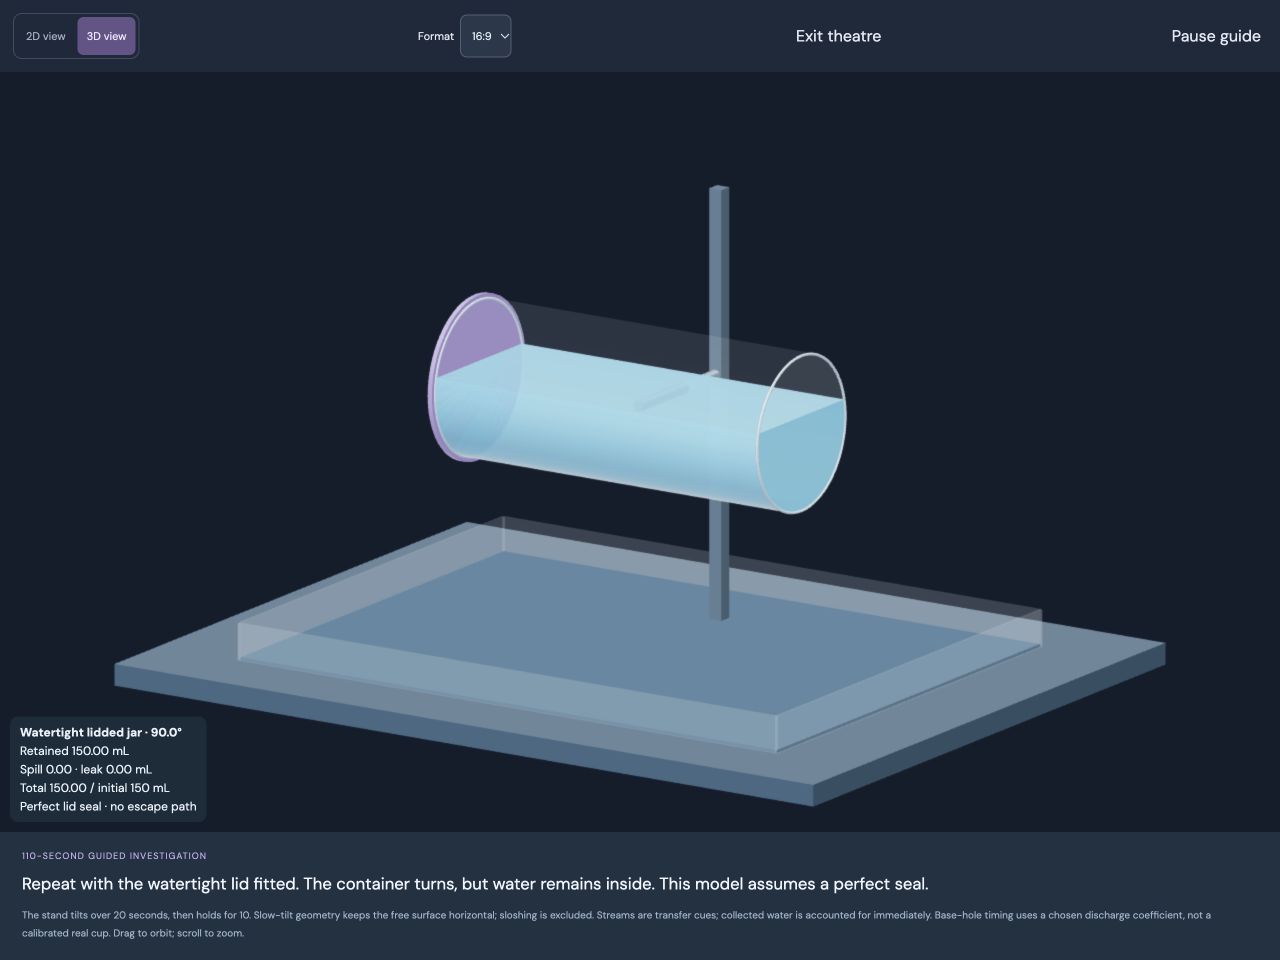 2D view
3D view
Format
16:9
Exit theatre
Pause guide
Watertight lidded jar · 90.0°
Retained 150.00 mL
Spill 0.00 · leak 0.00 mL
Total 150.00 / initial 150 mL
Perfect lid seal · no escape path
110-SECOND GUIDED INVESTIGATION
Repeat with the watertight lid fitted. The container turns, but water remains inside. This model assumes a perfect seal.
The stand tilts over 20 seconds, then holds for 10. Slow-tilt geometry keeps the free surface horizontal; sloshing is excluded. Streams are transfer cues; collected water is accounted for immediately. Base-hole timing uses a chosen discharge coefficient, not a
calibrated real cup. Drag to orbit; scroll to zoom.